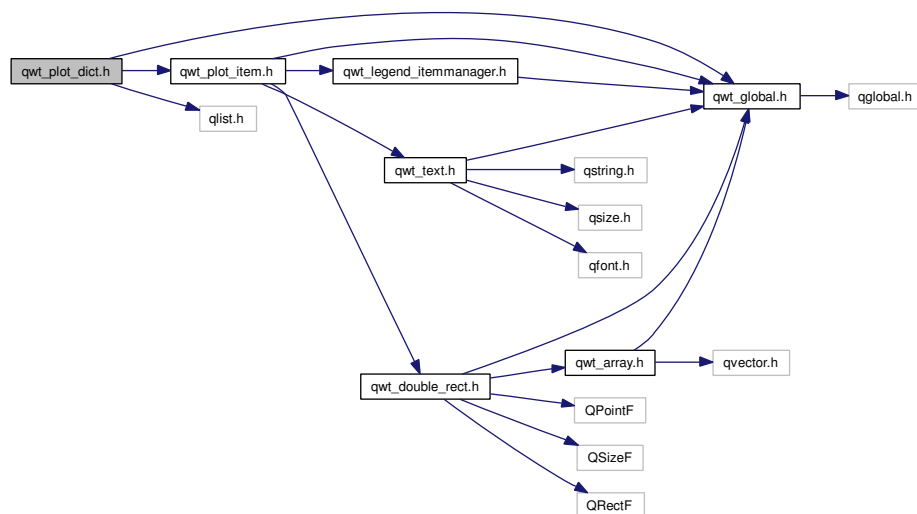 qwt_plot_dict.h
qwt_plot_item.h
qwt_legend_itemmanager.h
qwt_global.h
qglobal.h
qlist.h
qwt_text.h
qstring.h
qsize.h
qfont.h
qwt_double_rect.h
qwt_array.h
qvector.h
QPointF
QSizeF
QRectF